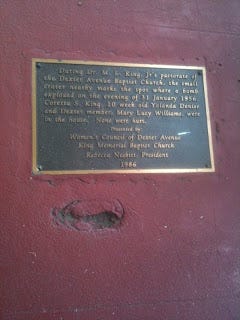 "During Dr. M. L. King, Jr's pastorate of
the Dexter Avenue Baptist Church, the small
crater nearby marks the spot where a bomb
exploded on the evening of 31 January 1956.
Coretta S. King, 10 week old Yolanda Denise
and Dexter member, Mary Lucy Williams, were
in the house." None were hurt.
Presented by:
Women's Council of Dexter Avenue
King Memorial Baptist Church
Rebecca Nesbitt, President
1986